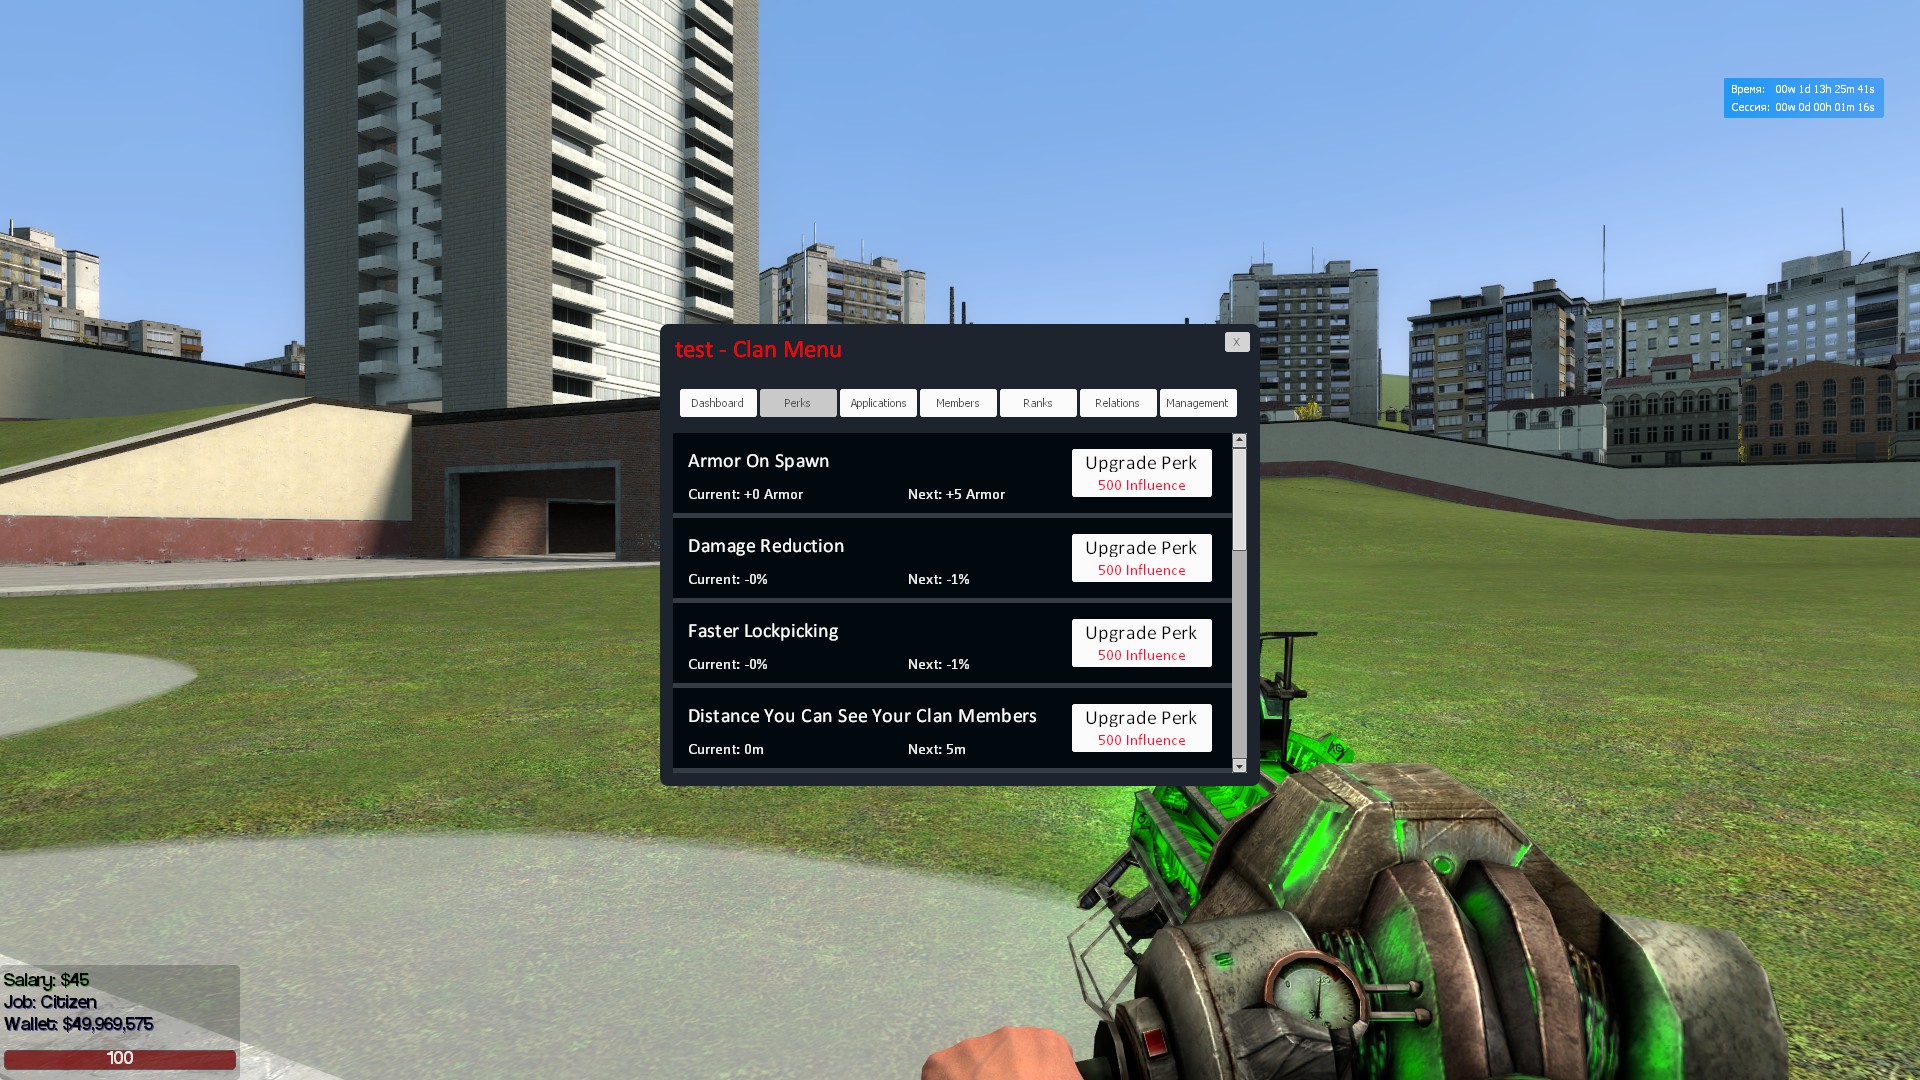 Время: 00w 1d 13h 25m 41s
Сессия: 00w 0d 00h 01m 16s
test - Clan Menu
X
Dashboard Perks Applications Members Ranks Relations Management
Armor On Spawn
Current: +0 Armor Next: +5 Armor
Upgrade Perk
500 Influence
Damage Reduction
Current: -0% Next: -1%
Upgrade Perk
500 Influence
Faster Lockpicking
Current: -0% Next: -1%
Upgrade Perk
500 Influence
Distance You Can See Your Clan Members
Current: 0m Next: 5m
Upgrade Perk
500 Influence
Salary: $45
Job: Citizen
Wallet: $49,969,575
100